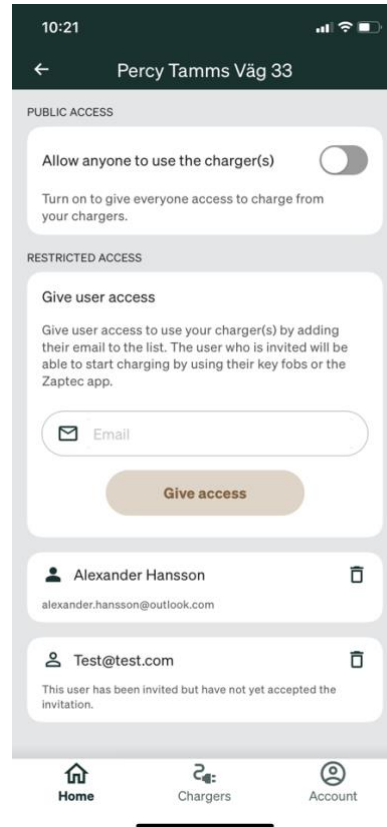 10:21
Percy Tamms Väg 33
PUBLIC ACCESS
Allow anyone to use the charger(s)
Turn on to give everyone access to charge from
your chargers.
RESTRICTED ACCESS
Give user access
Give user access to use your charger(s) by adding
their email to the list. The user who is invited will be
able to start charging by using their key fobs or the
Zaptec app.
Email
Give access
Alexander Hansson
alexander.hansson@outlook.com
Test@test.com
This user has been invited but have not yet accepted the
invitation.
Home Chargers Account